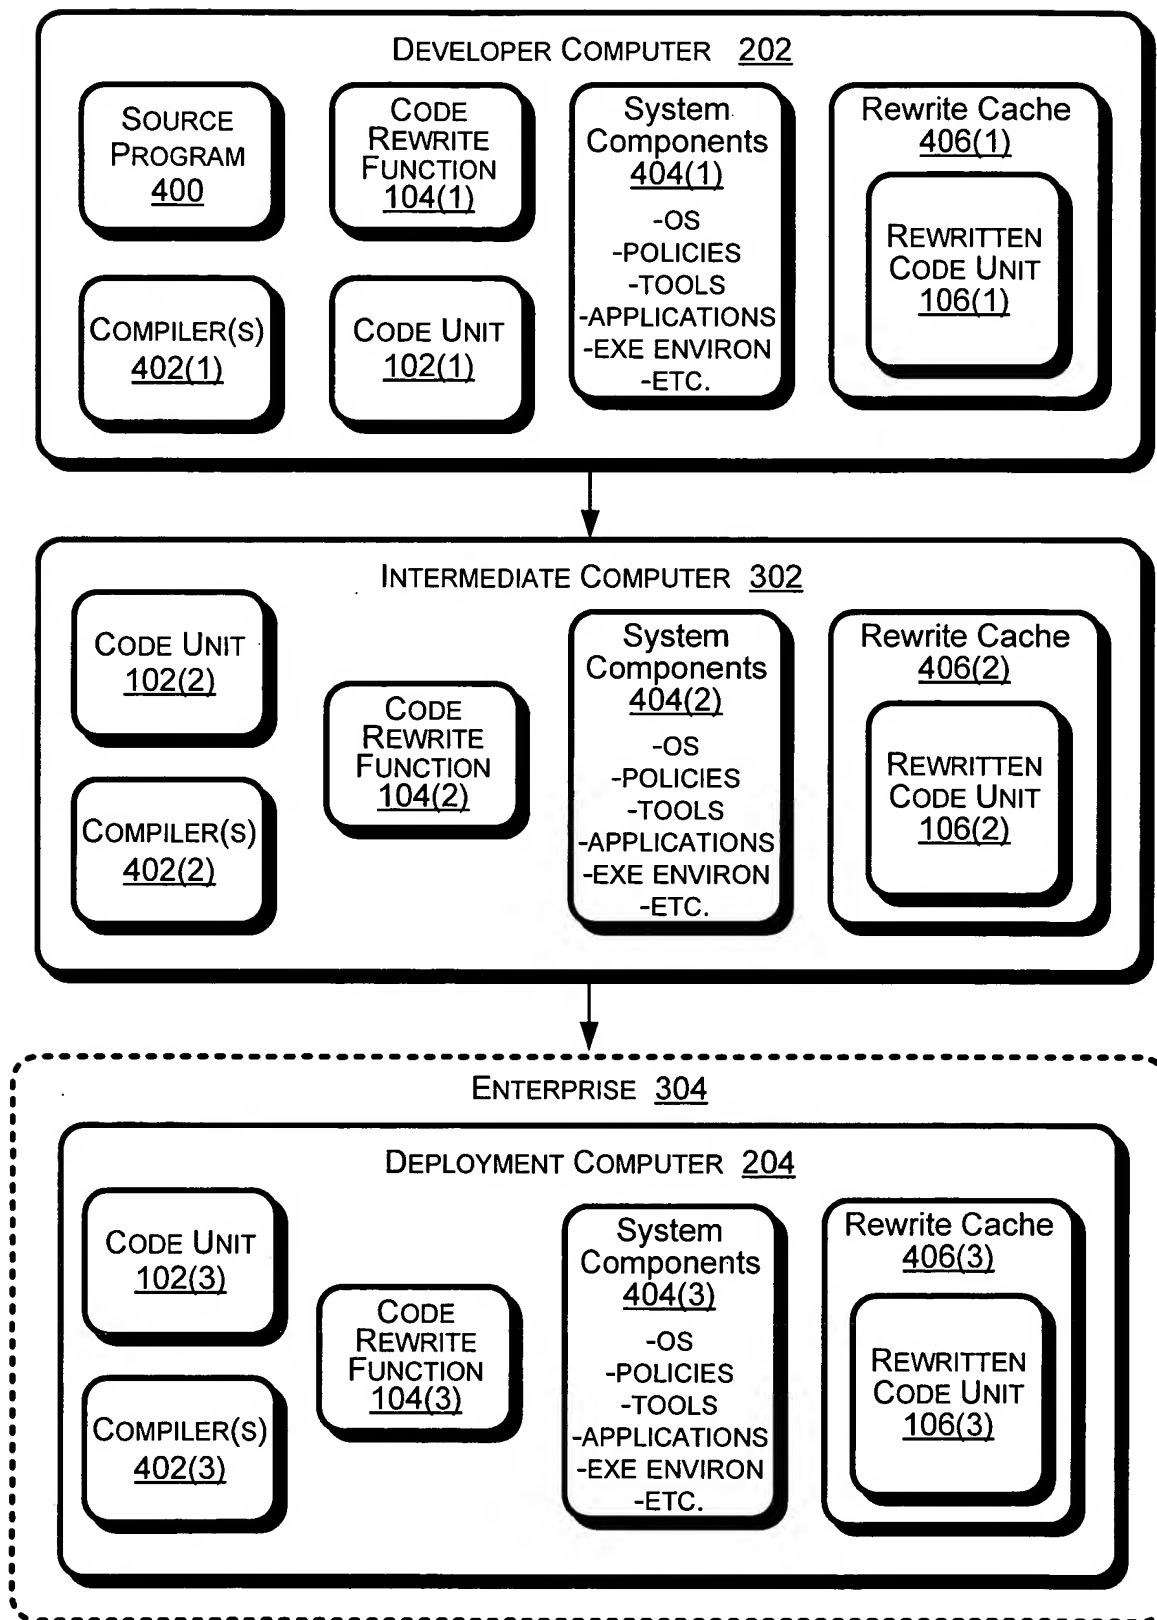 DEVELOPER COMPUTER 202
SOURCE
PROGRAM
400
CODE
REWRITE
FUNCTION
104(1)
System
Components
404(1)
-OS
-POLICIES
-TOOLS
-APPLICATIONS
-EXE ENVIRON
-ETC.
Rewrite Cache
406(1)
REWRITTEN
CODE UNIT
106(1)
COMPILER(S)
402(1)
CODE UNIT
102(1)
INTERMEDIATE COMPUTER 302
CODE UNIT
102(2)
COMPILER(S)
402(2)
CODE
REWRITE
FUNCTION
104(2)
System
Components
404(2)
-OS
-POLICIES
-TOOLS
-APPLICATIONS
-EXE ENVIRON
-ETC.
Rewrite Cache
406(2)
REWRITTEN
CODE UNIT
106(2)
ENTERPRISE 304
DEPLOYMENT COMPUTER 204
CODE UNIT
102(3)
COMPILER(S)
402(3)
CODE
REWRITE
FUNCTION
104(3)
System
Components
404(3)
-OS
-POLICIES
-TOOLS
-APPLICATIONS
-EXE ENVIRON
-ETC.
Rewrite Cache
406(3)
REWRITTEN
CODE UNIT
106(3)